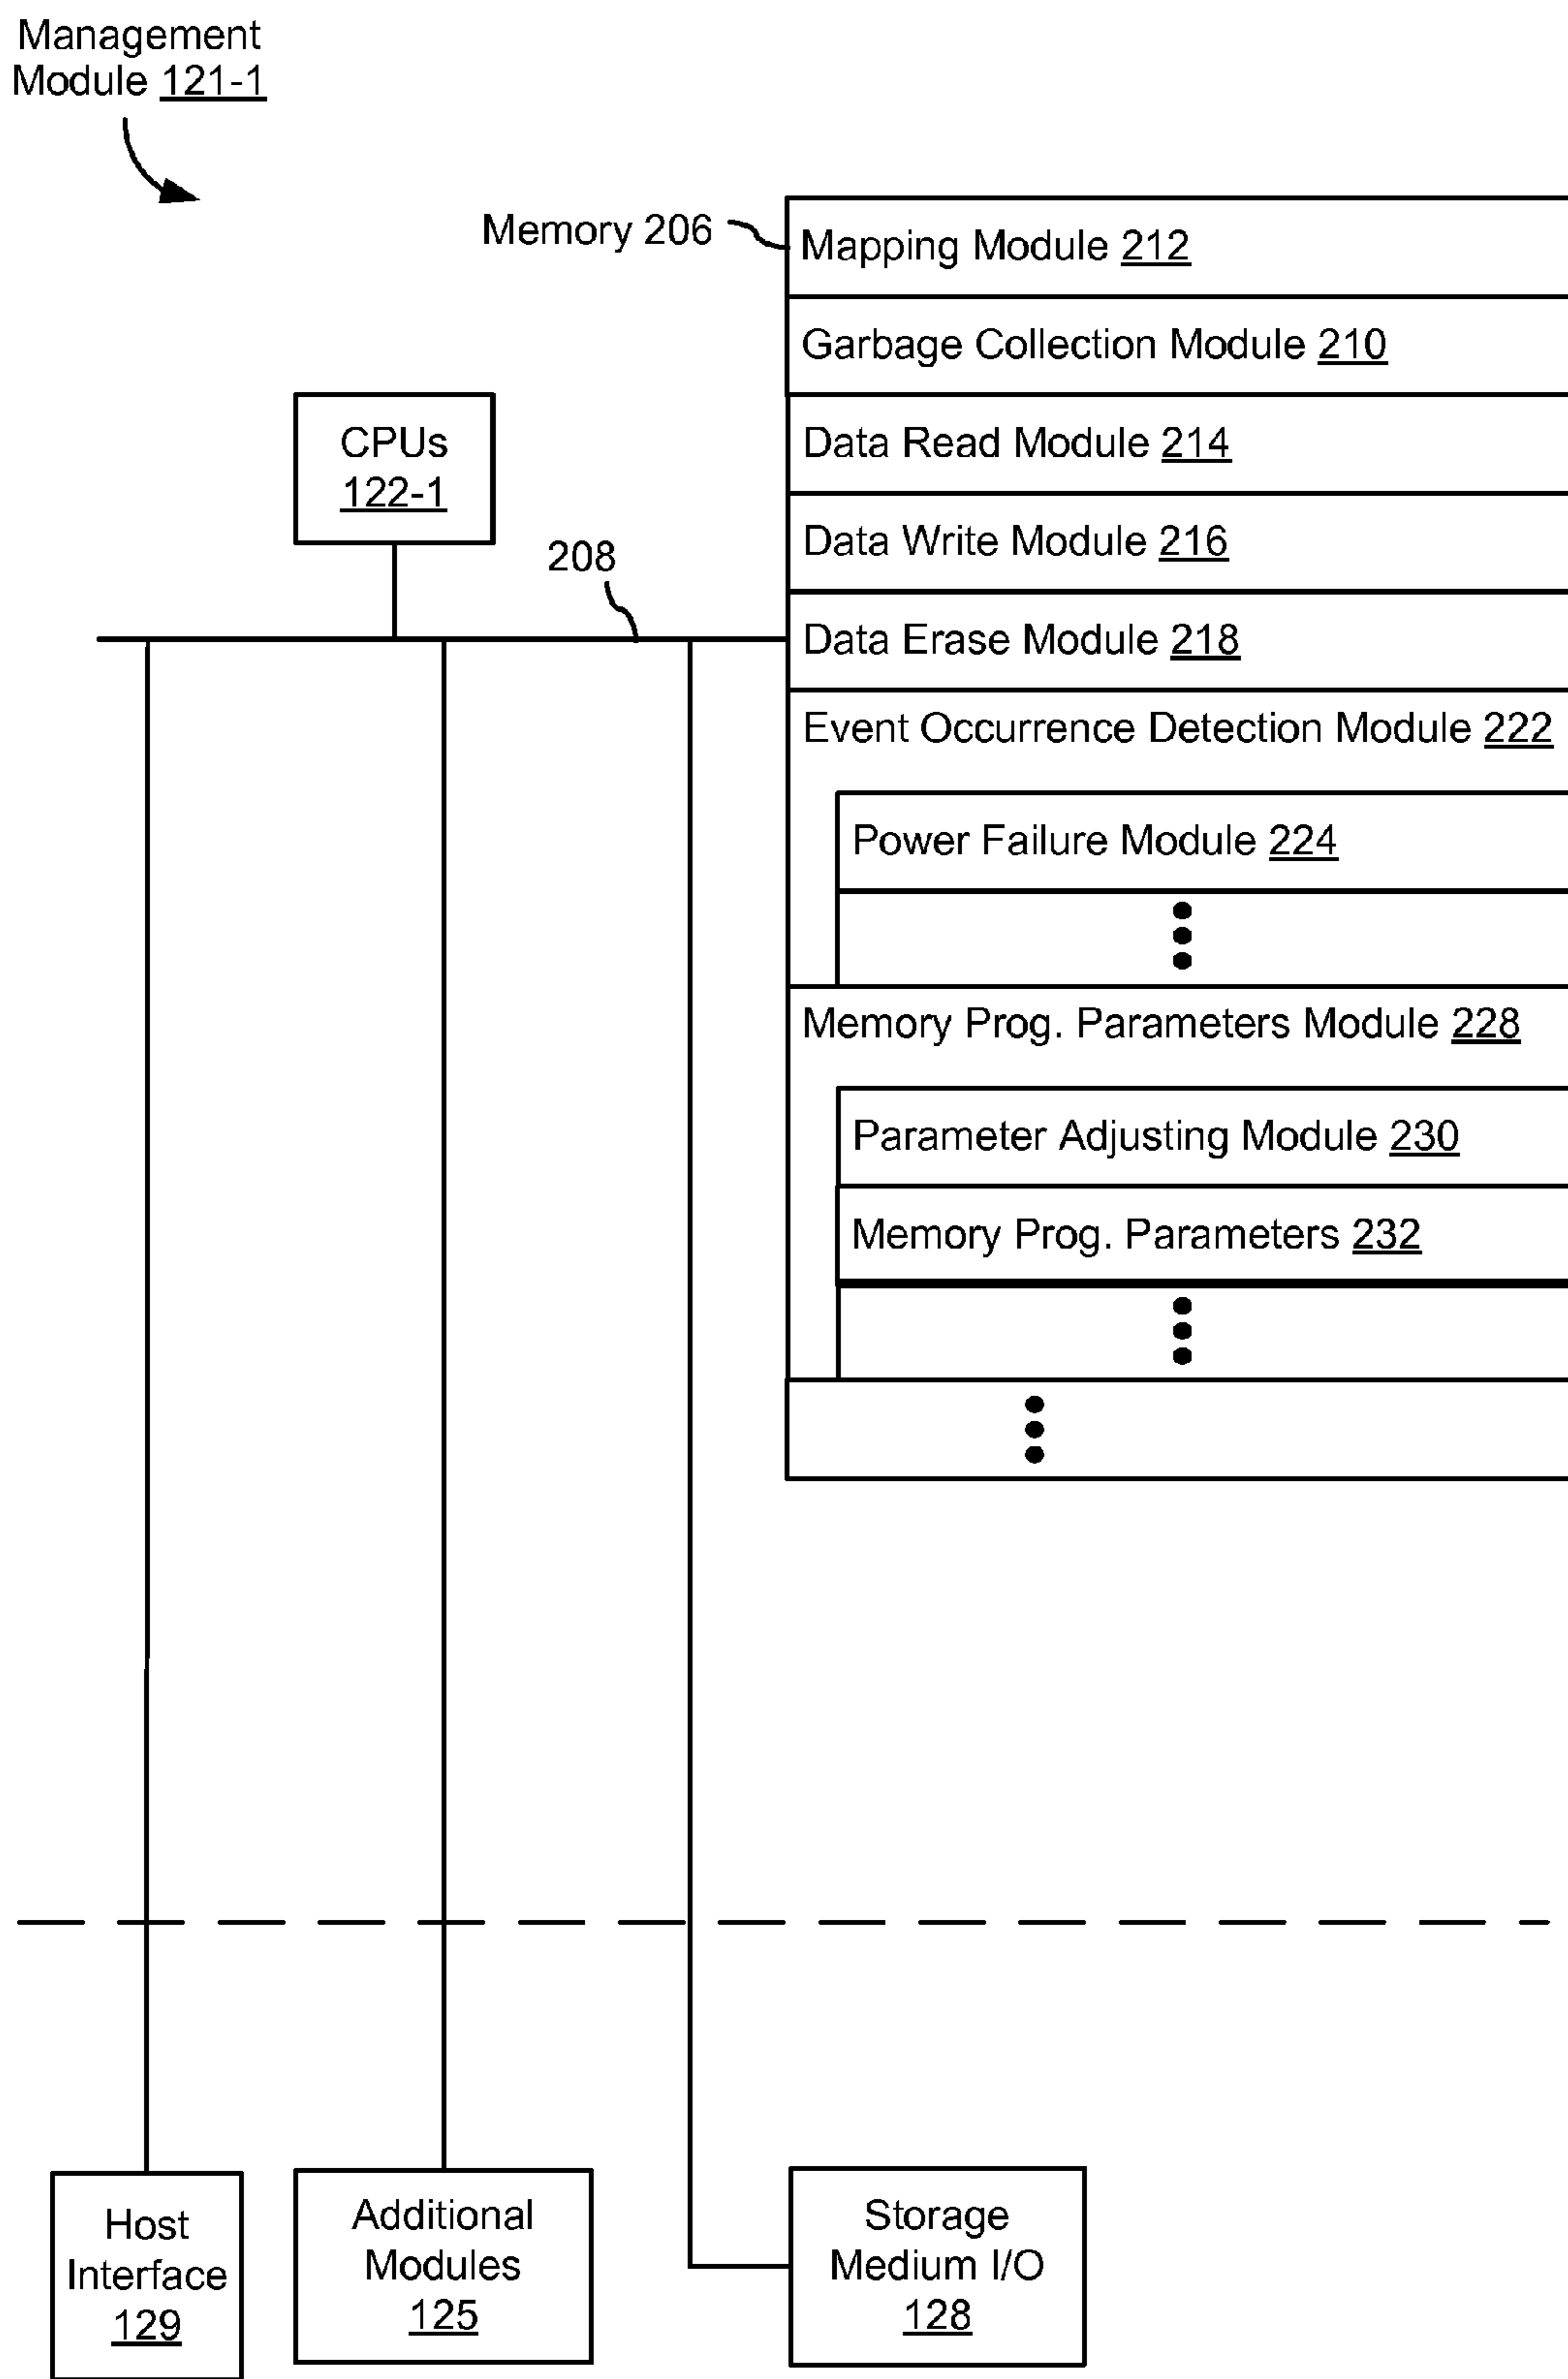 Management
Module 121-1
Memory 206
Mapping Module 212
Garbage Collection Module 210
CPUs
122-1
Data Read Module 214
Data Write Module 216
208
Data Erase Module 218
Event Occurrence Detection Module 222
Power Failure Module 224
Memory Prog. Parameters Module 228
Parameter Adjusting Module 230
Memory Prog. Parameters 232
Host
Interface
129
Additional
Modules
125
Storage
Medium I/O
128